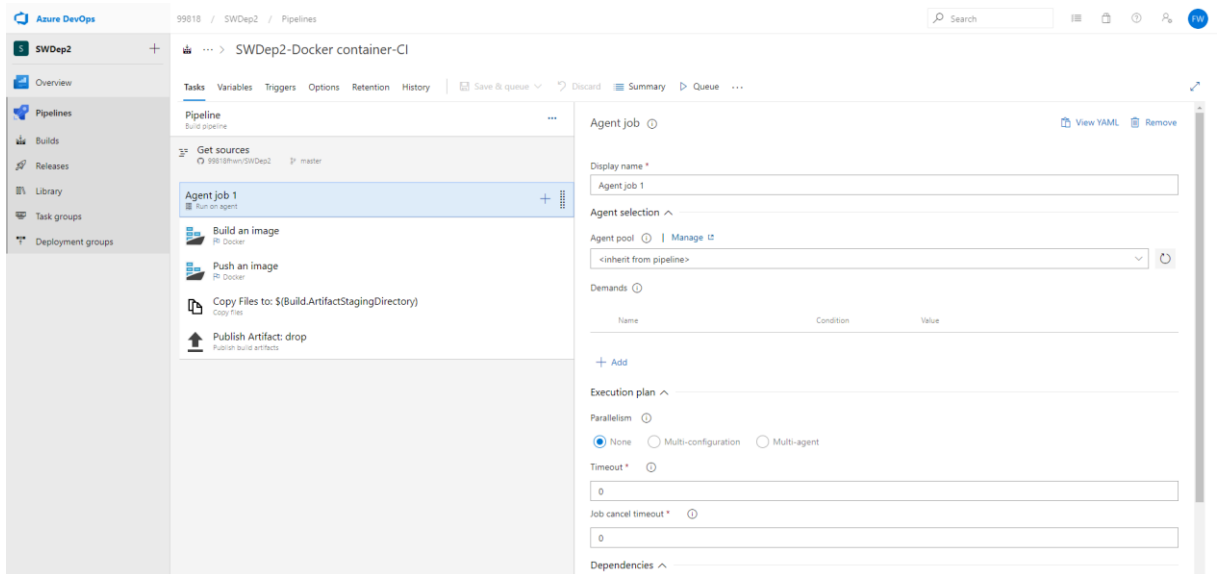 Azure DevOps
99818 / SWDep2 / Pipelines
Search
FW
S SWDep2
··· > SWDep2-Docker container-CI
Overview
Pipelines
Builds
Releases
Library
Task groups
Deployment groups
Tasks Variables Triggers Options Retention History Save & queue Discard Summary Queue ...
Pipeline
Build pipeline
Get sources
99818fhwn/SWDep2 master
Agent job 1
Run on agent
Build an image
Docker
Push an image
Docker
Copy Files to: $(Build.ArtifactStagingDirectory)
Copy files
Publish Artifact: drop
Publish build artifacts
Agent job
View YAML Remove
Display name *
Agent job 1
Agent selection
Agent pool | Manage
<inherit from pipeline>
Demands
Name Condition Value
+ Add
Execution plan
Parallelism
None Multi-configuration Multi-agent
Timeout *
0
Job cancel timeout *
0
Dependencies